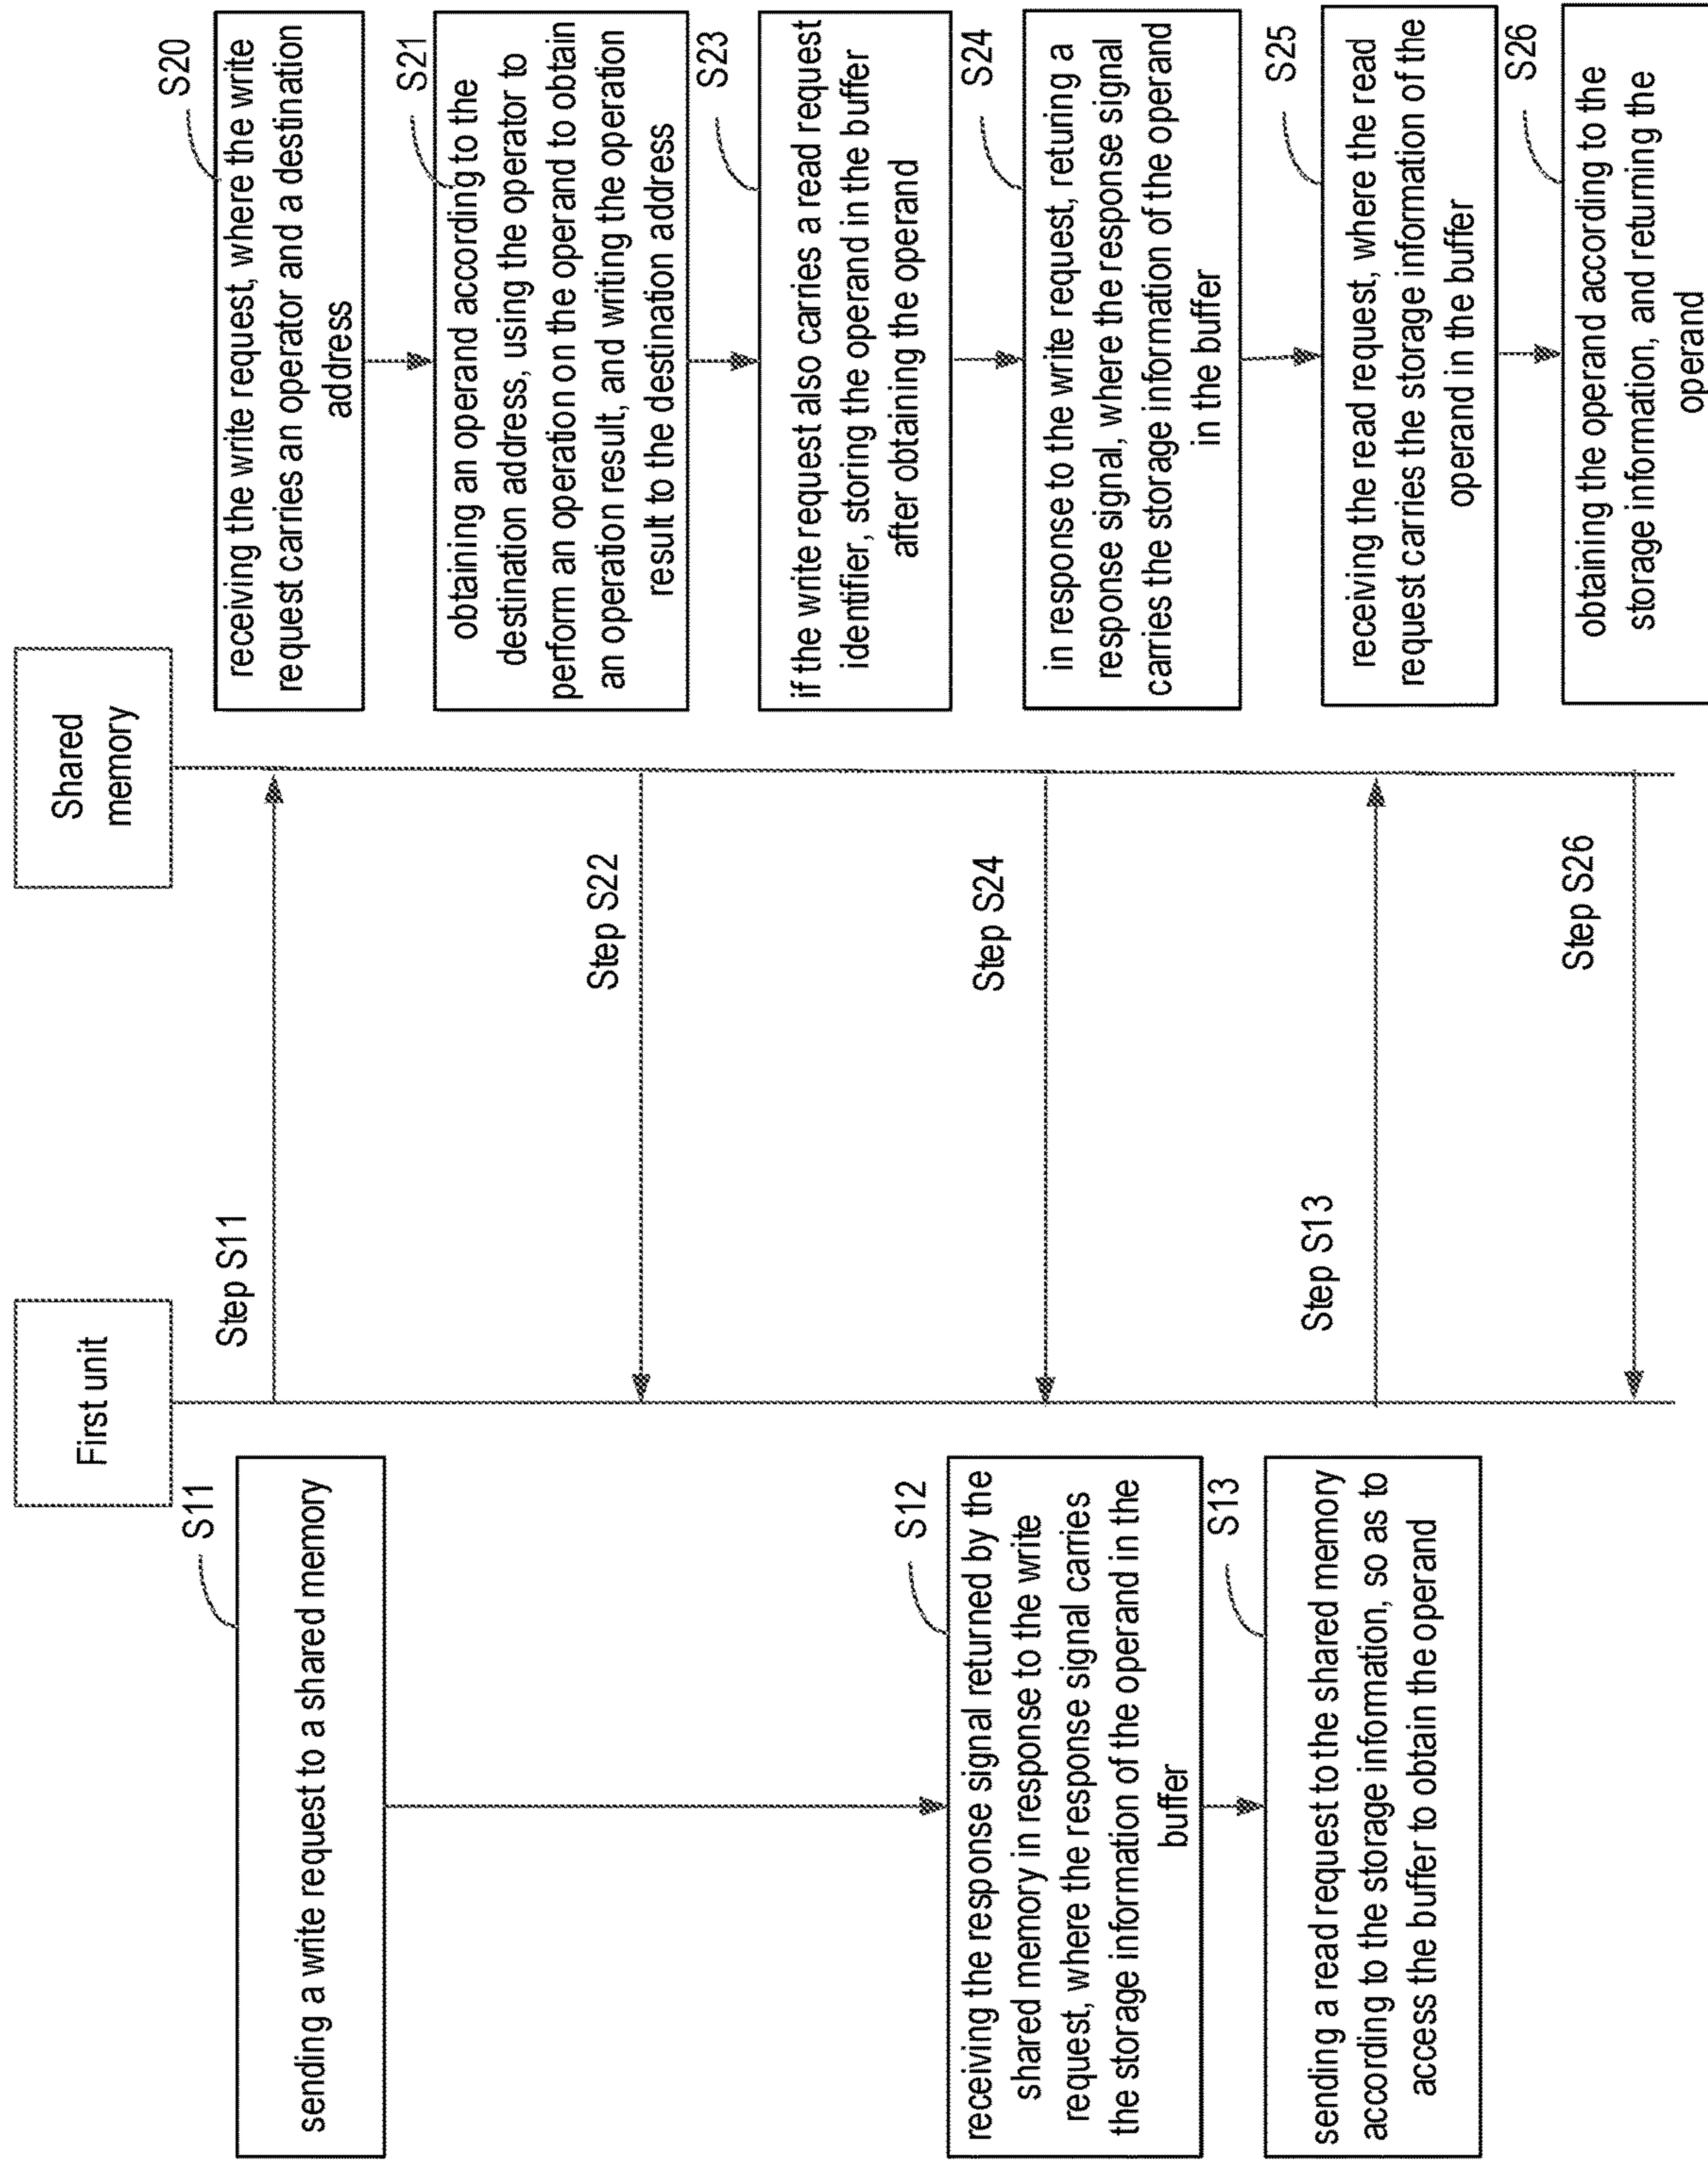 First unit
Shared
memory
S11
sending a write request to a shared memory
S12
receiving the response signal returned by the
shared memory in response to the write
request, where the response signal carries
the storage information of the operand in the
buffer
S13
sending a read request to the shared memory
according to the storage information, so as to
access the buffer to obtain the operand
Step S11
Step S22
Step S24
Step S13
Step S26
S20
receiving the write request, where the write
request carries an operator and a destination
address
S21
obtaining an operand according to the
destination address, using the operator to
perform an operation on the operand to obtain
an operation result, and writing the operation
result to the destination address
S23
if the write request also carries a read request
identifier, storing the operand in the buffer
after obtaining the operand
S24
in response to the write request, returing a
response signal, where the response signal
carries the storage information of the operand
in the buffer
S25
receiving the read request, where the read
request carries the storage information of the
operand in the buffer
S26
obtaining the operand according to the
storage information, and returning the
operand